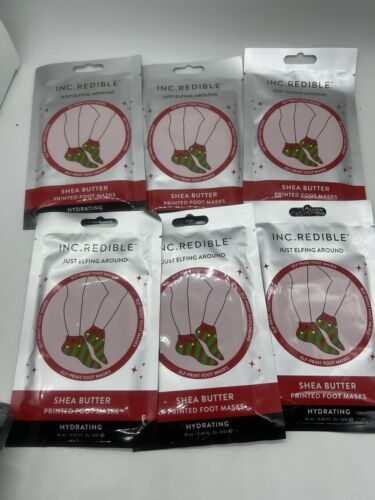 INC.REDIBLE
JUST ELFING AROUND
ELF-PRINT FOOT MASKS
SHEA BUTTER
PRINTED FOOT MASKS
HYDRATING
INC.REDIBLE
JUST ELFING AROUND
SHEA BUTTER
PRINTED FOOT MASKS
INC.REDIBLE
JUST ELFING AROUND
SHEA BUTTER
PRINTED FOOT MASKS
INC.REDIBLE
JUST ELFING AROUND
ELF-PRINT FOOT MASKS
ELF-PRINT FOOT MASKS
SHEA BUTTER
PRINTED FOOT MASKS
HYDRATING
INC.REDIBLE
JUST ELFING AROUND
ELF-PRINT FOOT MASKS
ELF-PRINT FOOT MASKS
SHEA BUTTER
PRINTED FOOT MASKS
HYDRATING
INC.REDIBLE
JUST ELFING AROUND
ELF-PRINT FOOT MASKS
ELF-PRINT FOOT MASKS
SHEA BUTTER
PRINTED FOOT MASKS
HYDRATING